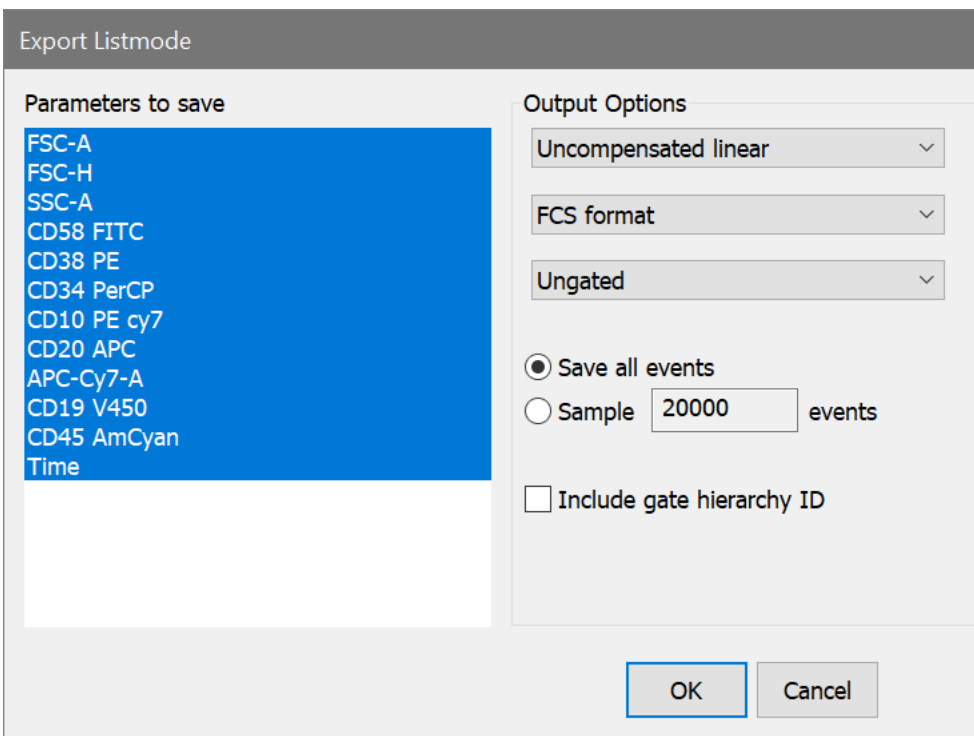 Export Listmode
Parameters to save
FSC-A
FSC-H
SSC-A
CD58 FITC
CD38 PE
CD34 PerCP
CD10 PE cy7
CD20 APC
APC-Cy7-A
CD19 V450
CD45 AmCyan
Time
Output Options
Uncompensated linear
FCS format
Ungated
Save all events
Sample 20000 events
Include gate hierarchy ID
OK Cancel